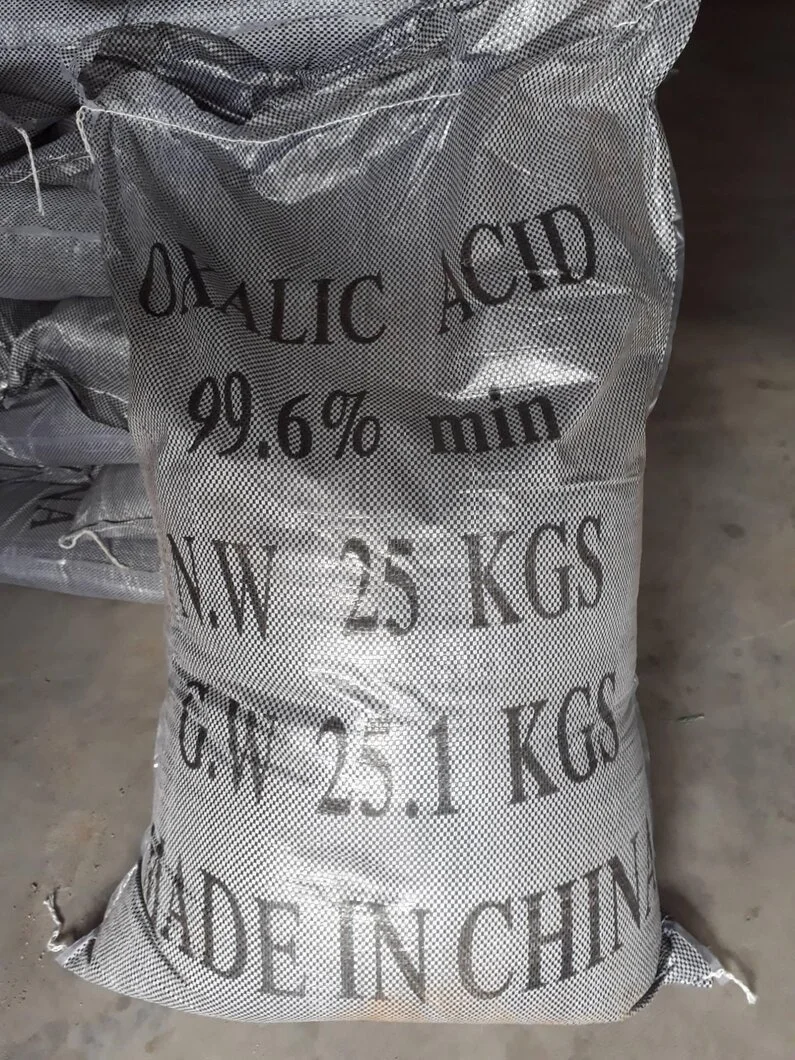 OXALIC ACID
99.6% min
N.W 25 KGS
G.W 25.1 KGS
MADE IN CHINA